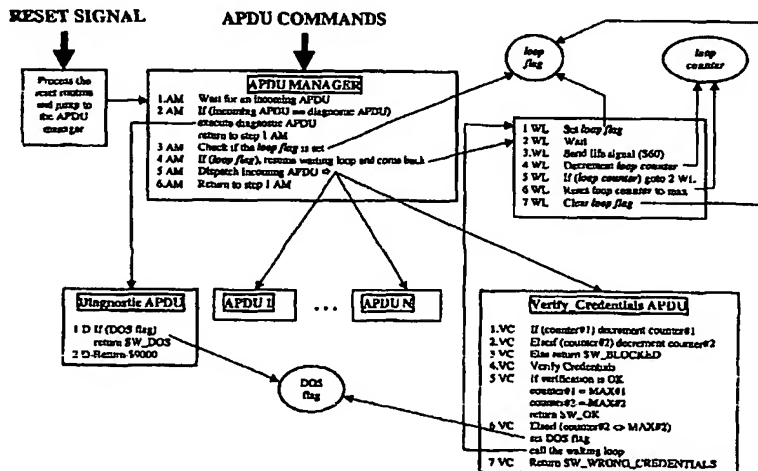 RESET SIGNAL
APDU COMMANDS
Process the
reset routine
and jump to
the APDU
manager
APDU MANAGER
1.AM Wait for an incoming APDU
2 AM If (incoming APDU == diagnostic APDU)
execute diagnostic APDU
return to step 1 AM
3 AM Check if the loop flag is set
4 AM If (loop flag), resume waiting loop and come back
5 AM Dispatch incoming APDU ⇨
6.AM Return to step 1 AM
loop
flag
loop
counter
1 WL Set loop flag
2 WL Wait
3.WL Send life signal ($60)
4 WL Decrement loop counter
5 WL If (loop counter) goto 2 WL
6 WL Reset loop counter to max
7 WL Clear loop flag
Diagnostic APDU
1 D If (DOS flag)
return SW_DOS
2 D Return $9000
APDU 1
...
APDU N
DOS
flag
Verify_Credentials APDU
1.VC If (counter#1) decrement counter#1
2.VC Elseif (counter#2) decrement counter#2
3 VC Else return SW_BLOCKED
4.VC Verify Credentials
5 VC If verification is OK
counter#1 = MAX#1
counter#2 = MAX#2
return SW_OK
6 VC Elseif (counter#2 <> MAX#2)
set DOS flag
call the waiting loop
7 VC Return SW_WRONG_CREDENTIALS